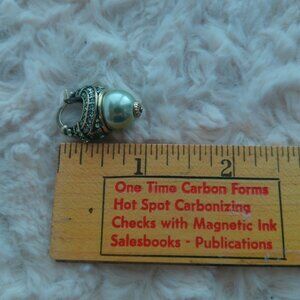 1 2
One Time Carbon Forms
Hot Spot Carbonizing
Checks with Magnetic Ink
Salesbooks - Publications